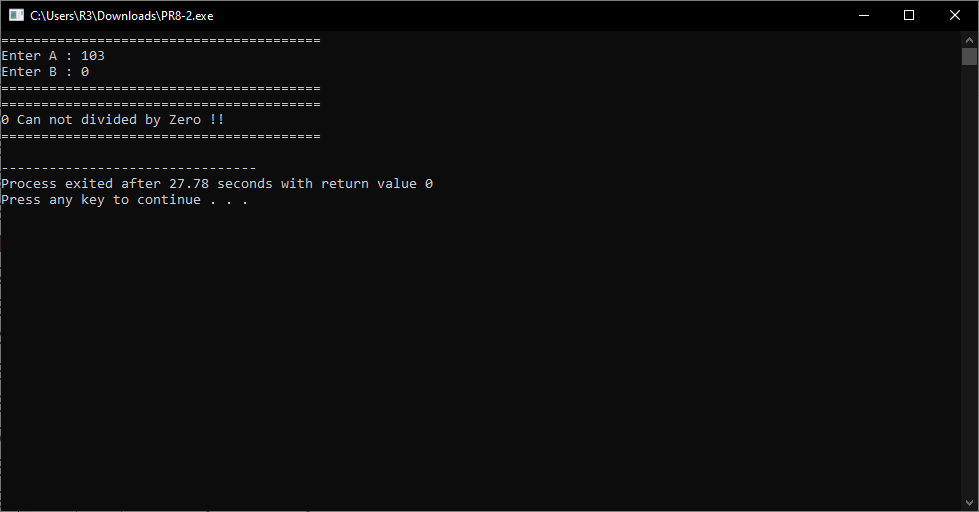 C:\Users\R3\Downloads\PR8-2.exe
========================================
Enter A : 103
Enter B : 0
========================================
========================================
0 Can not divided by Zero !!
========================================
--------------------------------
Process exited after 27.78 seconds with return value 0
Press any key to continue . . .